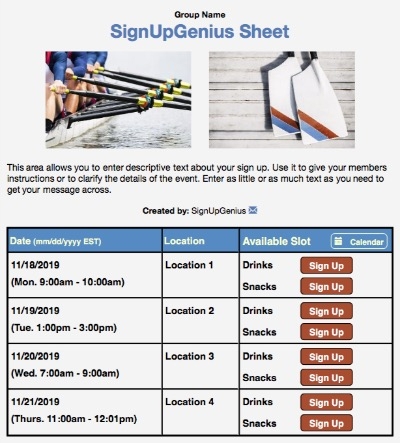 Group Name
SignUpGenius Sheet
This area allows you to enter descriptive text about your sign up. Use it to give your members
instructions or to clarify the details of the event. Enter as little or as much text as you need to
get your message across.
Created by: SignUpGenius
Date (mm/dd/yyyy EST) Location Available Slot Calendar
11/18/2019 Location 1 Drinks Sign Up
(Mon. 9:00am - 10:00am) Snacks Sign Up
11/19/2019 Location 2 Drinks Sign Up
(Tue. 1:00pm - 3:00pm) Snacks Sign Up
11/20/2019 Location 3 Drinks Sign Up
(Wed. 7:00am - 9:00am) Snacks Sign Up
11/21/2019 Location 4 Drinks Sign Up
(Thurs. 11:00am - 12:01pm) Snacks Sign Up